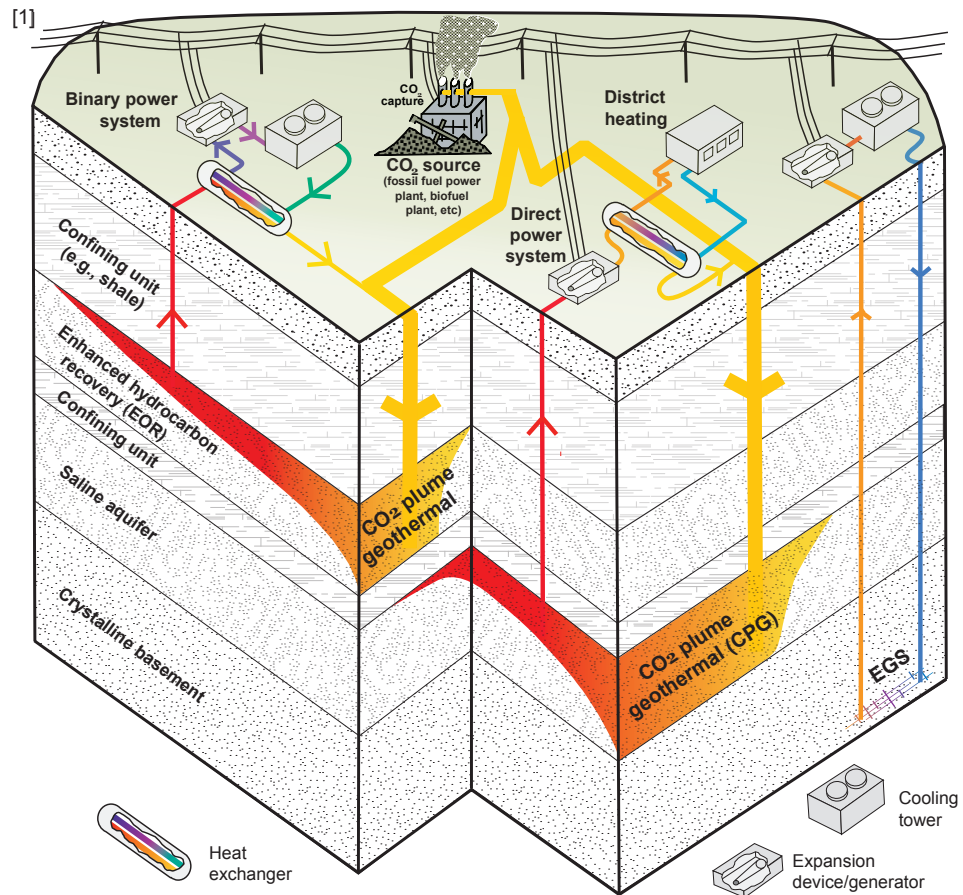 [1]
Binary power
system
CO₂
capture
CO₂ source
(fossil fuel power
plant, biofuel
plant, etc)
District
heating
Direct
power
system
Confining unit
(e.g., shale)
Enhanced hydrocarbon
recovery (EOR)
Confining unit
Saline aquifer
Crystalline basement
CO₂ plume
geothermal
CO₂ plume
geothermal (CPG)
EGS
Heat
exchanger
Cooling
tower
Expansion
device/generator